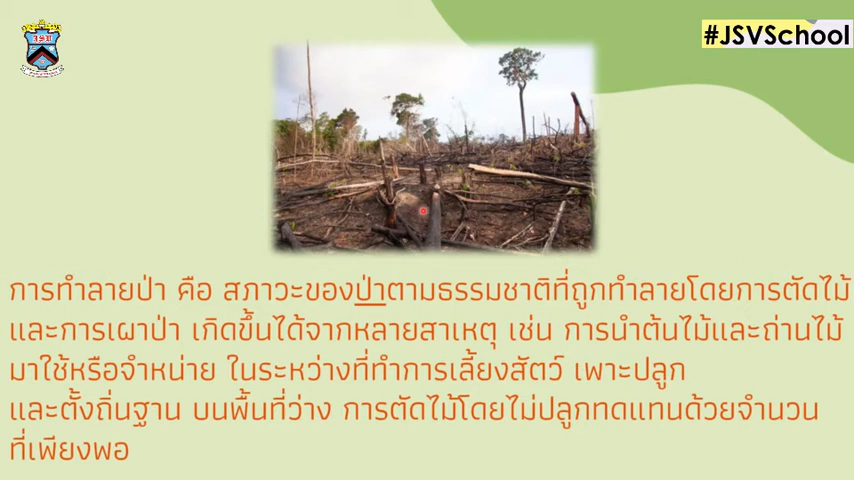 JSV
#JSVSchool
การทำลายป่า คือ สภาวะของป่าตามธรรมชาติที่ถูกทำลายโดยการตัดไม้
และการเผาป่า เกิดขึ้นได้จากหลายสาเหตุ เช่น การนำต้นไม้และถ่านไม้
มาใช้หรือจำหน่าย ในระหว่างที่ทำการเลี้ยงสัตว์ เพาะปลูก
และตั้งถิ่นฐาน บนพื้นที่ว่าง การตัดไม้โดยไม่ปลูกทดแทนด้วยจำนวน
ที่เพียงพอ